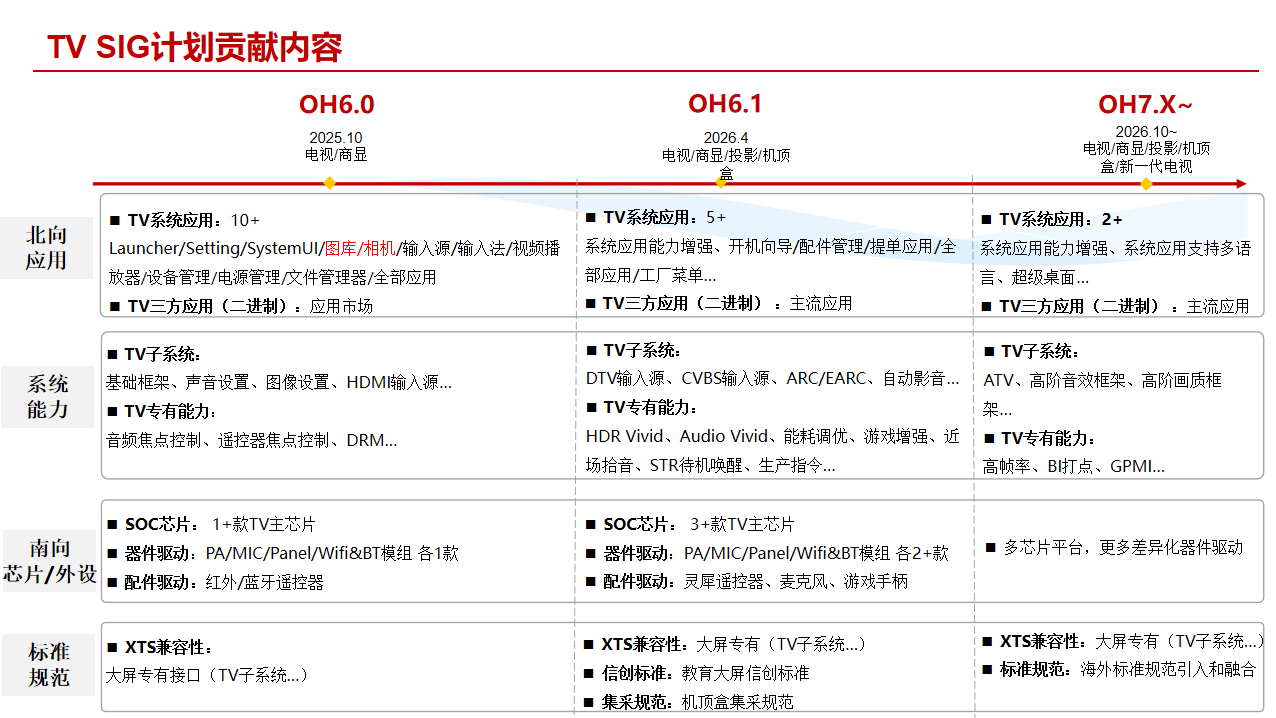 TV SIG计划贡献内容
OH6.0
2025.10
电视/商显
OH6.1
2026.4
电视/商显/投影/机顶
盒
OH7.X~
2026.10~
电视/商显/投影/机顶
盒/新一代电视
北向
应用
■ TV系统应用：10+
Launcher/Setting/SystemUI/图库/相机/输入源/输入法/视频播
放器/设备管理/电源管理/文件管理器/全部应用
■ TV三方应用（二进制）：应用市场
■ TV系统应用：5+
系统应用能力增强、开机向导/配件管理/提单应用/全
部应用/工厂菜单...
■ TV三方应用（二进制） ：主流应用
■ TV系统应用：2+
系统应用能力增强、系统应用支持多语
言、超级桌面...
■ TV三方应用（二进制） ：主流应用
系统
能力
■ TV子系统：
基础框架、声音设置、图像设置、HDMI输入源...
■ TV专有能力：
音频焦点控制、遥控器焦点控制、DRM...
■ TV子系统：
DTV输入源、CVBS输入源、ARC/EARC、自动影音...
■ TV专有能力：
HDR Vivid、Audio Vivid、能耗调优、游戏增强、近
场拾音、STR待机唤醒、生产指令...
■ TV子系统：
ATV、高阶音效框架、高阶画质框
架...
■ TV专有能力：
高帧率、BI打点、GPMI...
南向
芯片/外设
■ SOC芯片： 1+款TV主芯片
■ 器件驱动：PA/MIC/Panel/Wifi&BT模组 各1款
■ 配件驱动：红外/蓝牙遥控器
■ SOC芯片： 3+款TV主芯片
■ 器件驱动：PA/MIC/Panel/Wifi&BT模组 各2+款
■ 配件驱动：灵犀遥控器、麦克风、游戏手柄
■ 多芯片平台，更多差异化器件驱动
标准
规范
■ XTS兼容性：
大屏专有接口（TV子系统...）
■ XTS兼容性：大屏专有（TV子系统...）
■ 信创标准：教育大屏信创标准
■ 集采规范：机顶盒集采规范
■ XTS兼容性：大屏专有（TV子系统...）
■ 标准规范：海外标准规范引入和融合